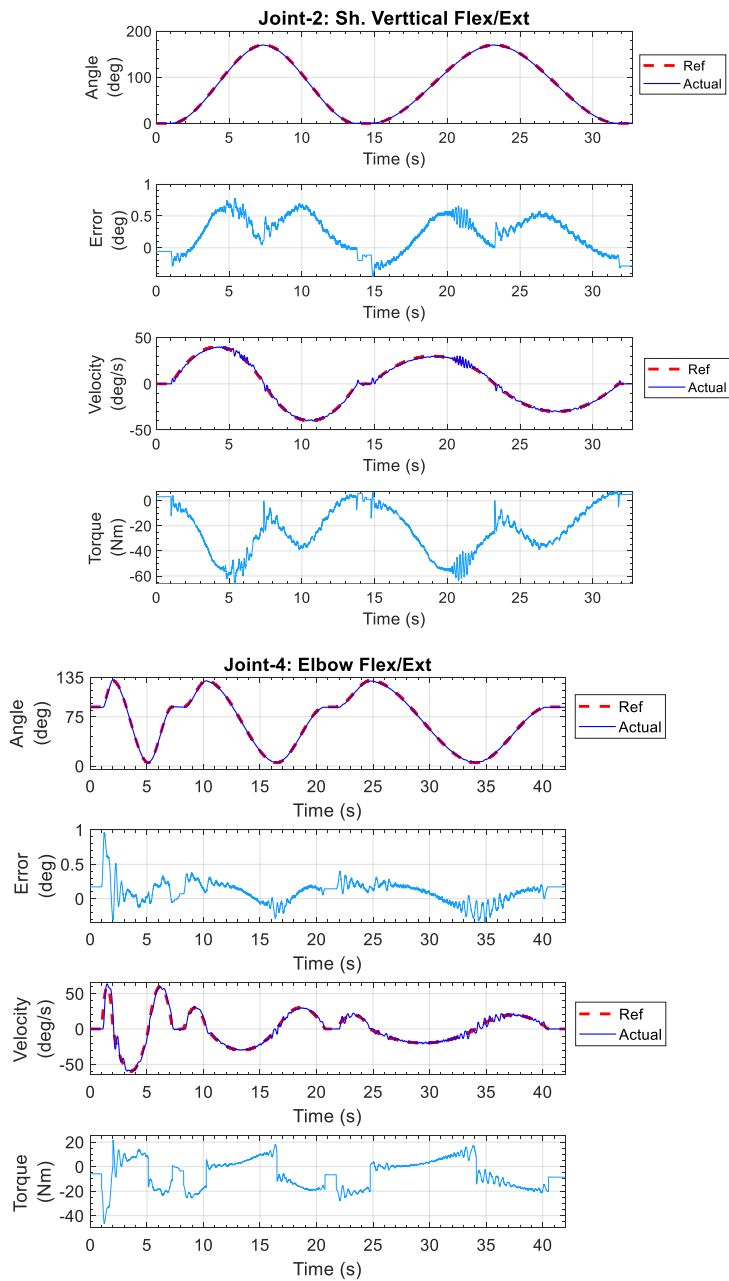 Joint-2: Sh. Verttical Flex/Ext
200
100
0
Angle
(deg)
0 5 10 15 20 25 30
Time (s)
Ref
Actual
1
0.5
0
Error
(deg)
0 5 10 15 20 25 30
Time (s)
50
0
-50
Velocity
(deg/s)
0 5 10 15 20 25 30
Time (s)
Ref
Actual
0
-20
-40
-60
Torque
(Nm)
0 5 10 15 20 25 30
Time (s)
Joint-4: Elbow Flex/Ext
135
75
0
Angle
(deg)
0 5 10 15 20 25 30 35 40
Time (s)
Ref
Actual
1
0.5
0
Error
(deg)
0 5 10 15 20 25 30 35 40
Time (s)
50
0
-50
Velocity
(deg/s)
0 5 10 15 20 25 30 35 40
Time (s)
Ref
Actual
20
0
-20
-40
Torque
(Nm)
0 5 10 15 20 25 30 35 40
Time (s)